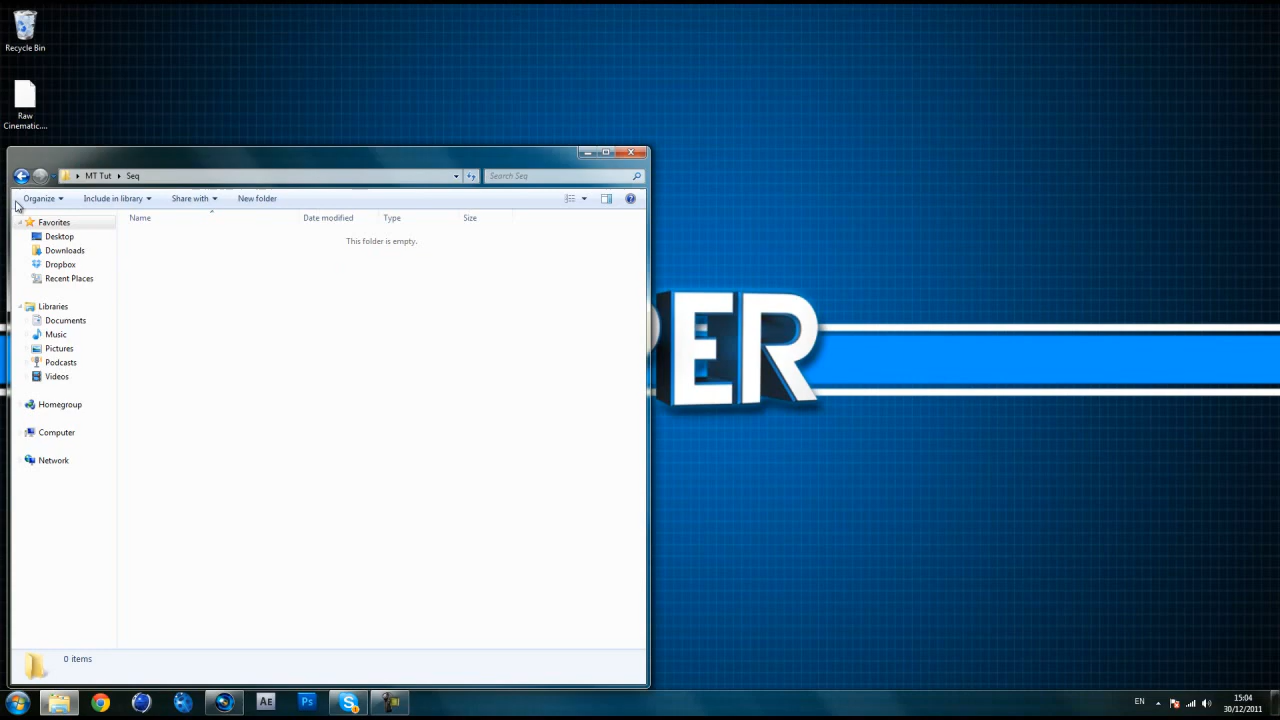 Recycle Bin
Raw
Cinematic....
MT Tut
Seq
Search Seq
Organize
Include in library
Share with
New folder
Name
Date modified
Type
Size
This folder is empty.
Favorites
Desktop
Downloads
Dropbox
Recent Places
Libraries
Documents
Music
Pictures
Podcasts
Videos
Homegroup
Computer
Network
0 items
ER
Ae
Ps
EN
15:04
30/12/2011